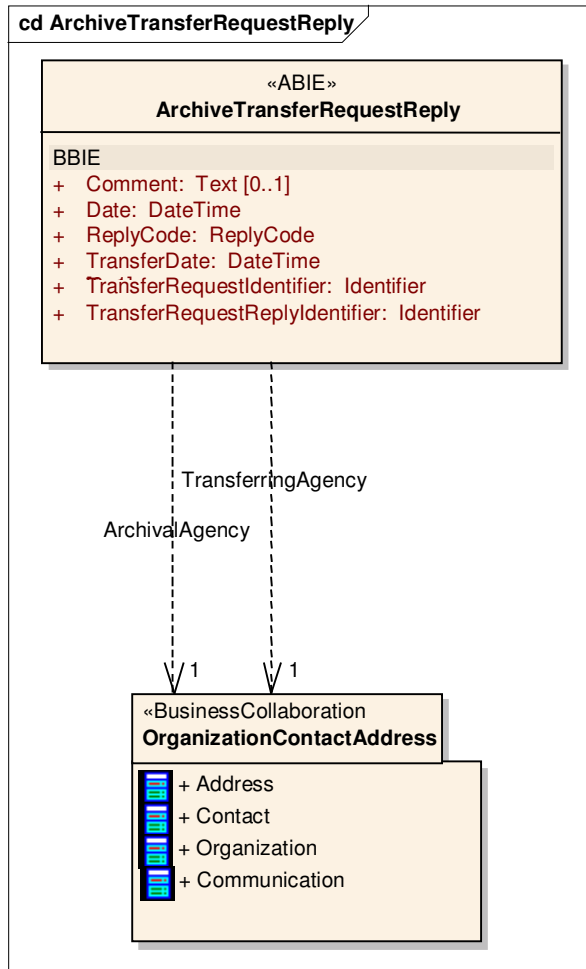 cd ArchiveTransferRequestReply
«ABIE»
ArchiveTransferRequestReply
BBIE
+ Comment: Text [0..1]
+ Date: DateTime
+ ReplyCode: ReplyCode
+ TransferDate: DateTime
+ TransferRequestIdentifier: Identifier
+ TransferRequestReplyIdentifier: Identifier
TransferringAgency
ArchivalAgency
1
1
«BusinessCollaboration
OrganizationContactAddress
+ Address
+ Contact
+ Organization
+ Communication